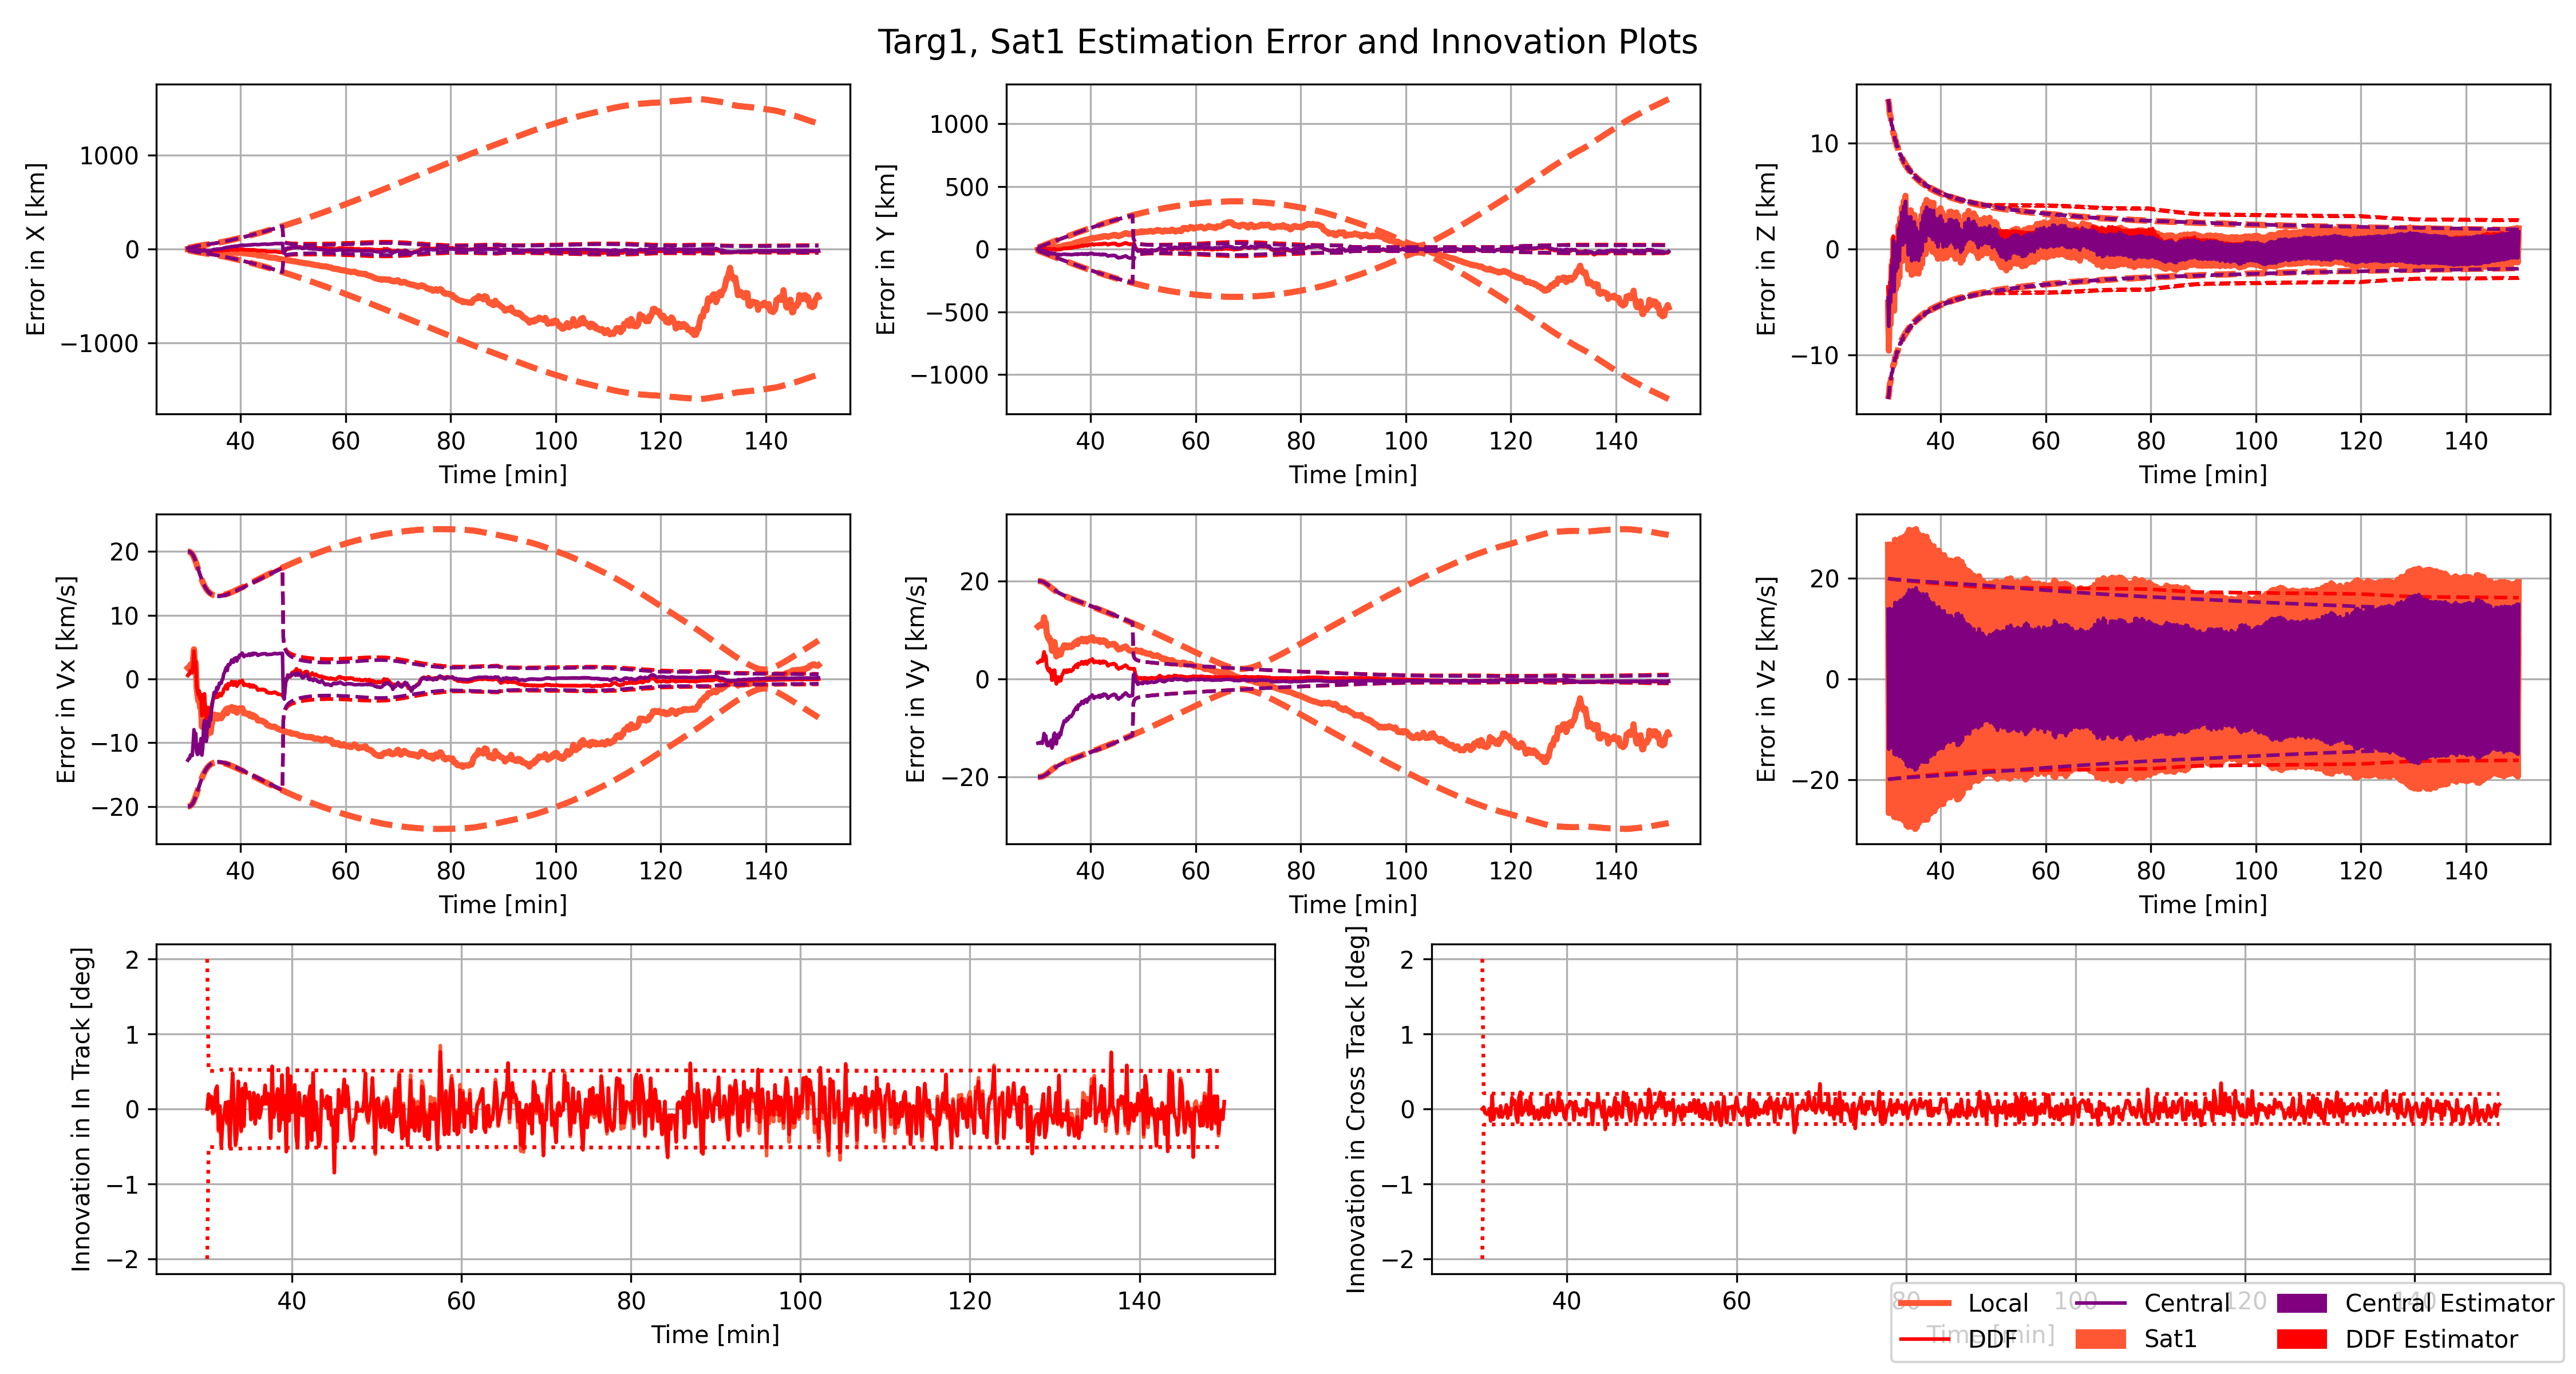 Targ1, Sat1 Estimation Error and Innovation Plots
Error in X [km]
1000
0
−1000
40 60 80 100 120 140
Time [min]
Error in Y [km]
1000
500
0
−500
−1000
40 60 80 100 120 140
Time [min]
Error in Z [km]
10
0
−10
40 60 80 100 120 140
Time [min]
Error in Vx [km/s]
20
10
0
−10
−20
40 60 80 100 120 140
Time [min]
Error in Vy [km/s]
20
0
−20
40 60 80 100 120 140
Time [min]
Error in Vz [km/s]
20
0
−20
40 60 80 100 120 140
Time [min]
Innovation in In Track [deg]
2
1
0
−1
−2
40 60 80 100 120 140
Time [min]
Innovation in Cross Track [deg]
2
1
0
−1
−2
40 60 80 100 120 140
Time [min]
Local
DDF
Central
Sat1
Central Estimator
DDF Estimator